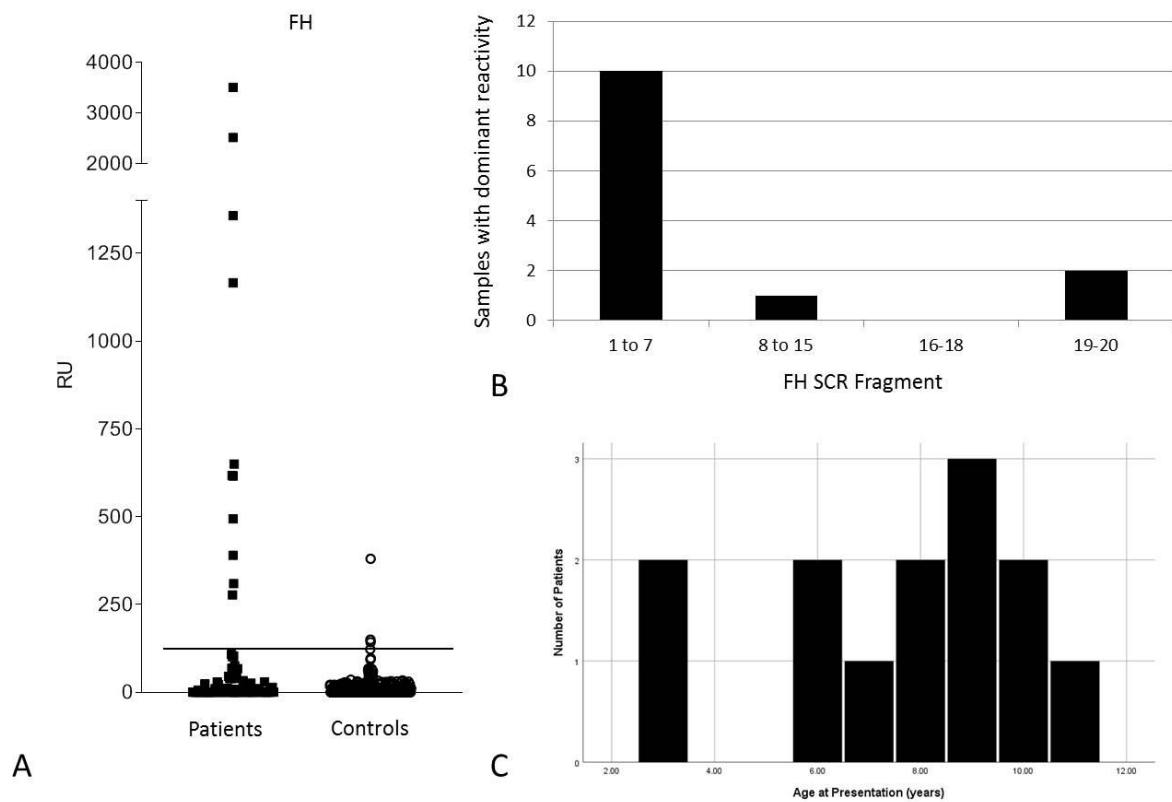 FH
4000
3000
2000
1250
1000
750
500
250
0
RU
Patients
Controls
A
12
10
8
6
4
2
0
Samples with dominant reactivity
1 to 7
8 to 15
16-18
19-20
FH SCR Fragment
B
3
2
1
0
Number of Patients
2.00
4.00
6.00
8.00
10.00
12.00
Age at Presentation (years)
C